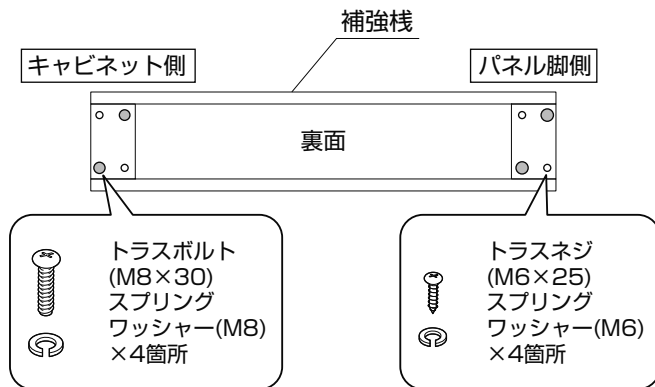 補強桟
キャビネット側
パネル脚側
裏面
トラスボルト
(M8×30)
スプリング
ワッシャー(M8)
×4箇所
トラスネジ
(M6×25)
スプリング
ワッシャー(M6)
×4箇所